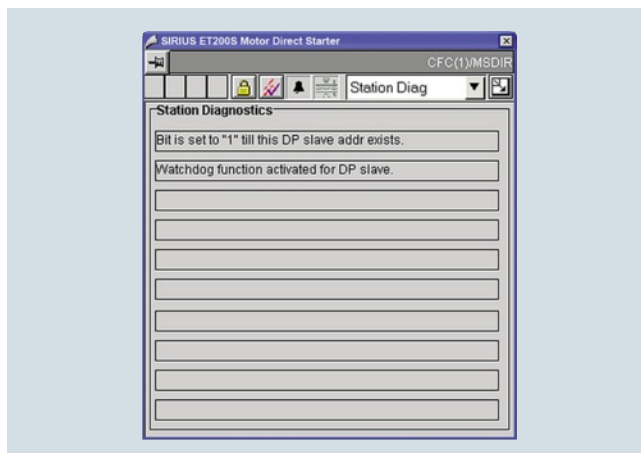 SIRIUS ET200S Motor Direct Starter
CFC(1)/MSDIR
Station Diag
Station Diagnostics
Bit is set to "1" till this DP slave addr exists.
Watchdog function activated for DP slave.